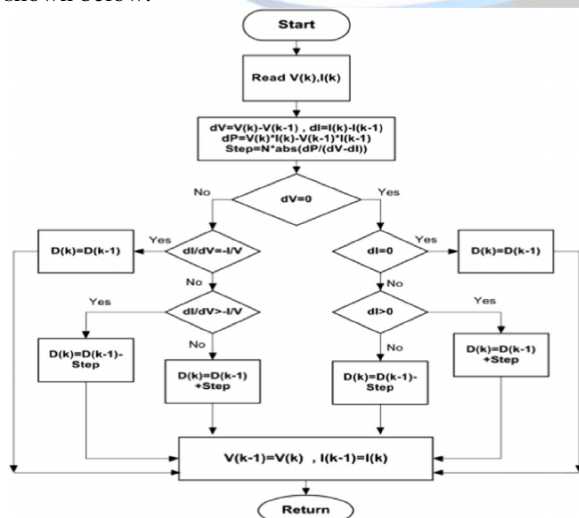 shown below.
Start
Read V(k),I(k)
dV=V(k)-V(k-1) , dI=I(k)-I(k-1)
dP=V(k)*I(k)-V(k-1)*I(k-1)
Step=N*abs(dP/(dV-dI))
No
dV=0
Yes
D(k)=D(k-1)
Yes
dI/dV=-I/V
dI=0
Yes
D(k)=D(k-1)
No
No
Yes
dI/dV>-I/V
dI>0
Yes
No
No
D(k)=D(k-1)-
Step
D(k)=D(k-1)
+Step
D(k)=D(k-1)-
Step
D(k)=D(k-1)
+Step
V(k-1)=V(k) , I(k-1)=I(k)
Return